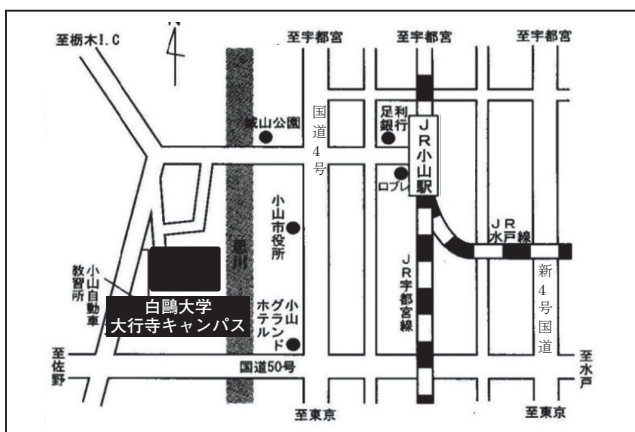 至栃木I.C
N
至宇都宮
至宇都宮
至宇都宮
国道4号
城山公園
足利
銀行
JR小山駅
ロブレ
小山市役所
JR
水戸線
JR宇都宮線
新4号国道
小山自動車
教習所
白鷗大学
大行寺キャンパス
小山
グランド
ホテル
至佐野
国道50号
至水戸
至東京
至東京